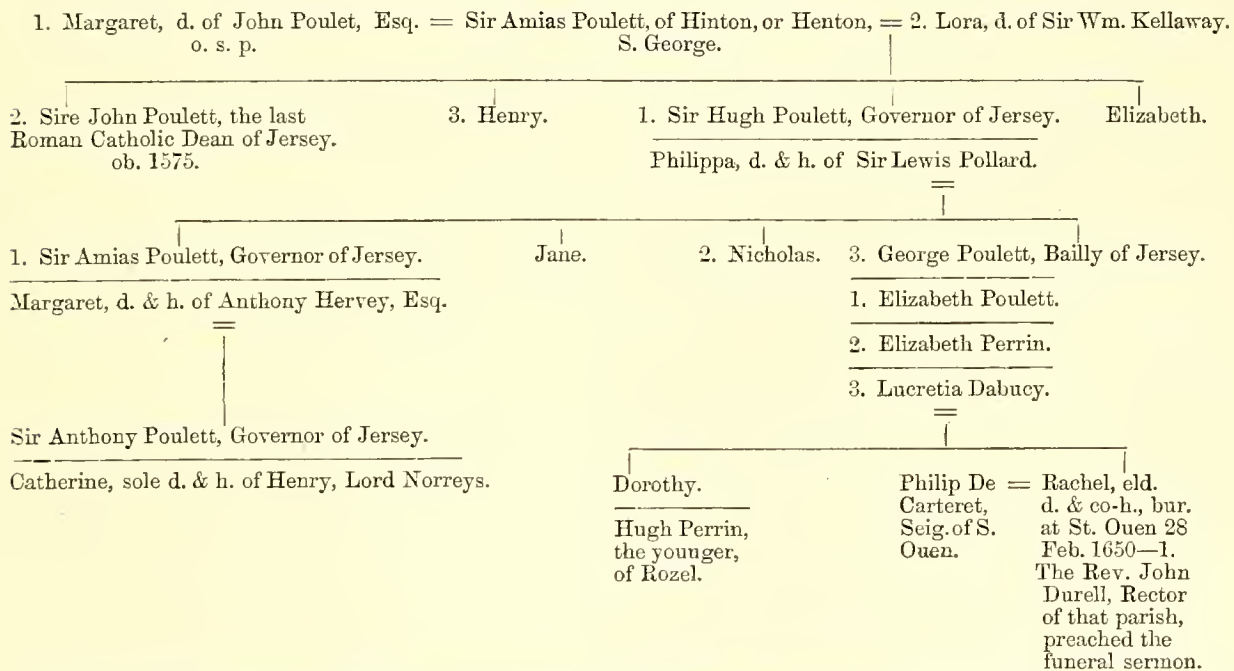 1. Margaret, d. of John Poulet, Esq. = Sir Amias Poulett, of Hinton, or Henton, = 2. Lora, d. of Sir Wm. Kellaway.
o. s. p. S. George.
2. Sire John Poulett, the last
Roman Catholic Dean of Jersey.
ob. 1575.
3. Henry.
1. Sir Hugh Poulett, Governor of Jersey.
Philippa, d. & h. of Sir Lewis Pollard.
=
Elizabeth.
1. Sir Amias Poulett, Governor of Jersey.
Margaret, d. & h. of Anthony Hervey, Esq.
=
Jane.
2. Nicholas.
3. George Poulett, Bailly of Jersey.
1. Elizabeth Poulett.
2. Elizabeth Perrin.
3. Lucretia Dabucy.
=
Sir Anthony Poulett, Governor of Jersey.
Catherine, sole d. & h. of Henry, Lord Norreys.
Dorothy.
Hugh Perrin,
the younger,
of Rozel.
Philip De =
Carteret,
Seig. of S.
Ouen.
Rachel, eld.
d. & co-h., bur.
at St. Ouen 28
Feb. 1650—1.
The Rev. John
Durell, Rector
of that parish,
preached the
funeral sermon.